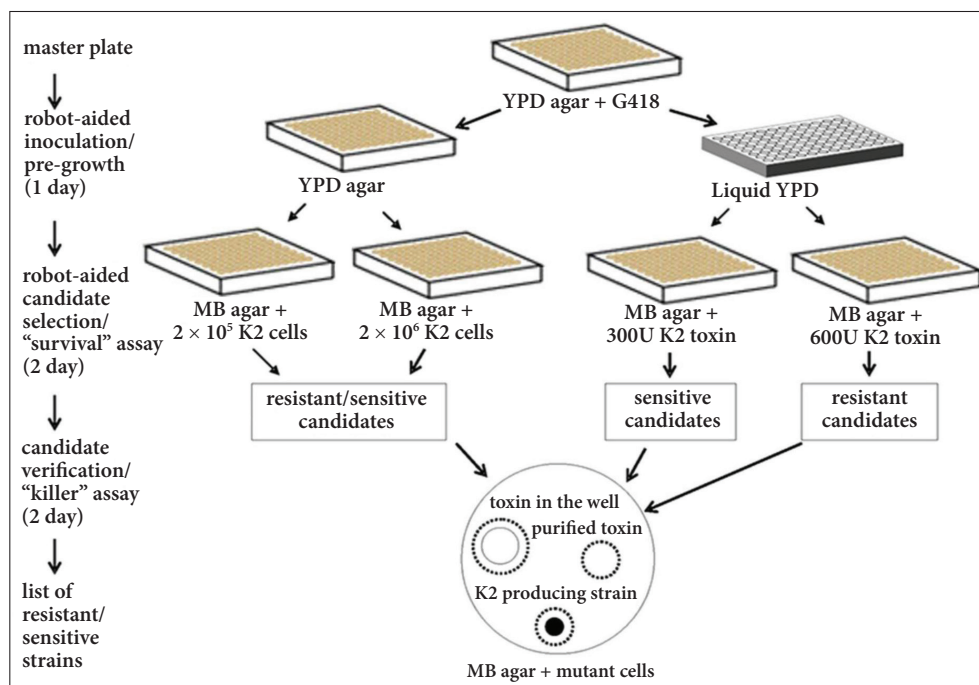 master plate
robot-aided
inoculation/
pre-growth
(1 day)
robot-aided
candidate
selection/
“survival” assay
(2 day)
candidate
verification/
“killer” assay
(2 day)
list of
resistant/
sensitive
strains
YPD agar + G418
YPD agar
Liquid YPD
MB agar +
2 × 10⁵ K2 cells
MB agar +
2 × 10⁶ K2 cells
MB agar +
300U K2 toxin
MB agar +
600U K2 toxin
resistant/sensitive
candidates
sensitive
candidates
resistant
candidates
toxin in the well
purified toxin
K2 producing strain
MB agar + mutant cells